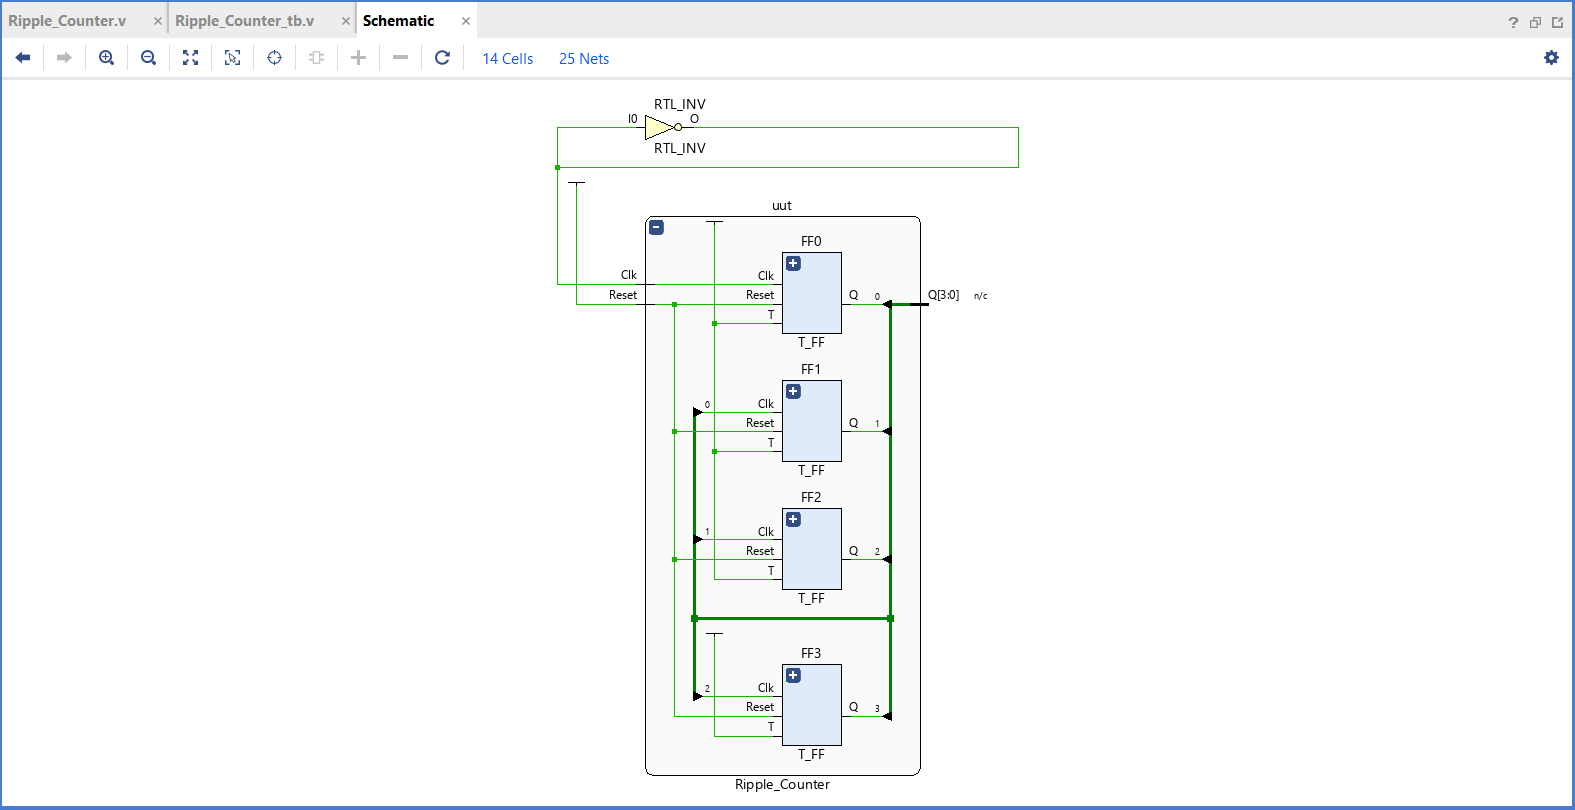 Ripple_Counter.v × Ripple_Counter_tb.v × Schematic ×
14 Cells 25 Nets
RTL_INV
I0 O
RTL_INV
uut
FF0
Clk Clk
Reset Reset Q 0 Q[3:0] n/c
T
T_FF
FF1
0 Clk
Reset Q 1
T
T_FF
FF2
1 Clk
Reset Q 2
T
T_FF
FF3
2 Clk
Reset Q 3
T
T_FF
Ripple_Counter